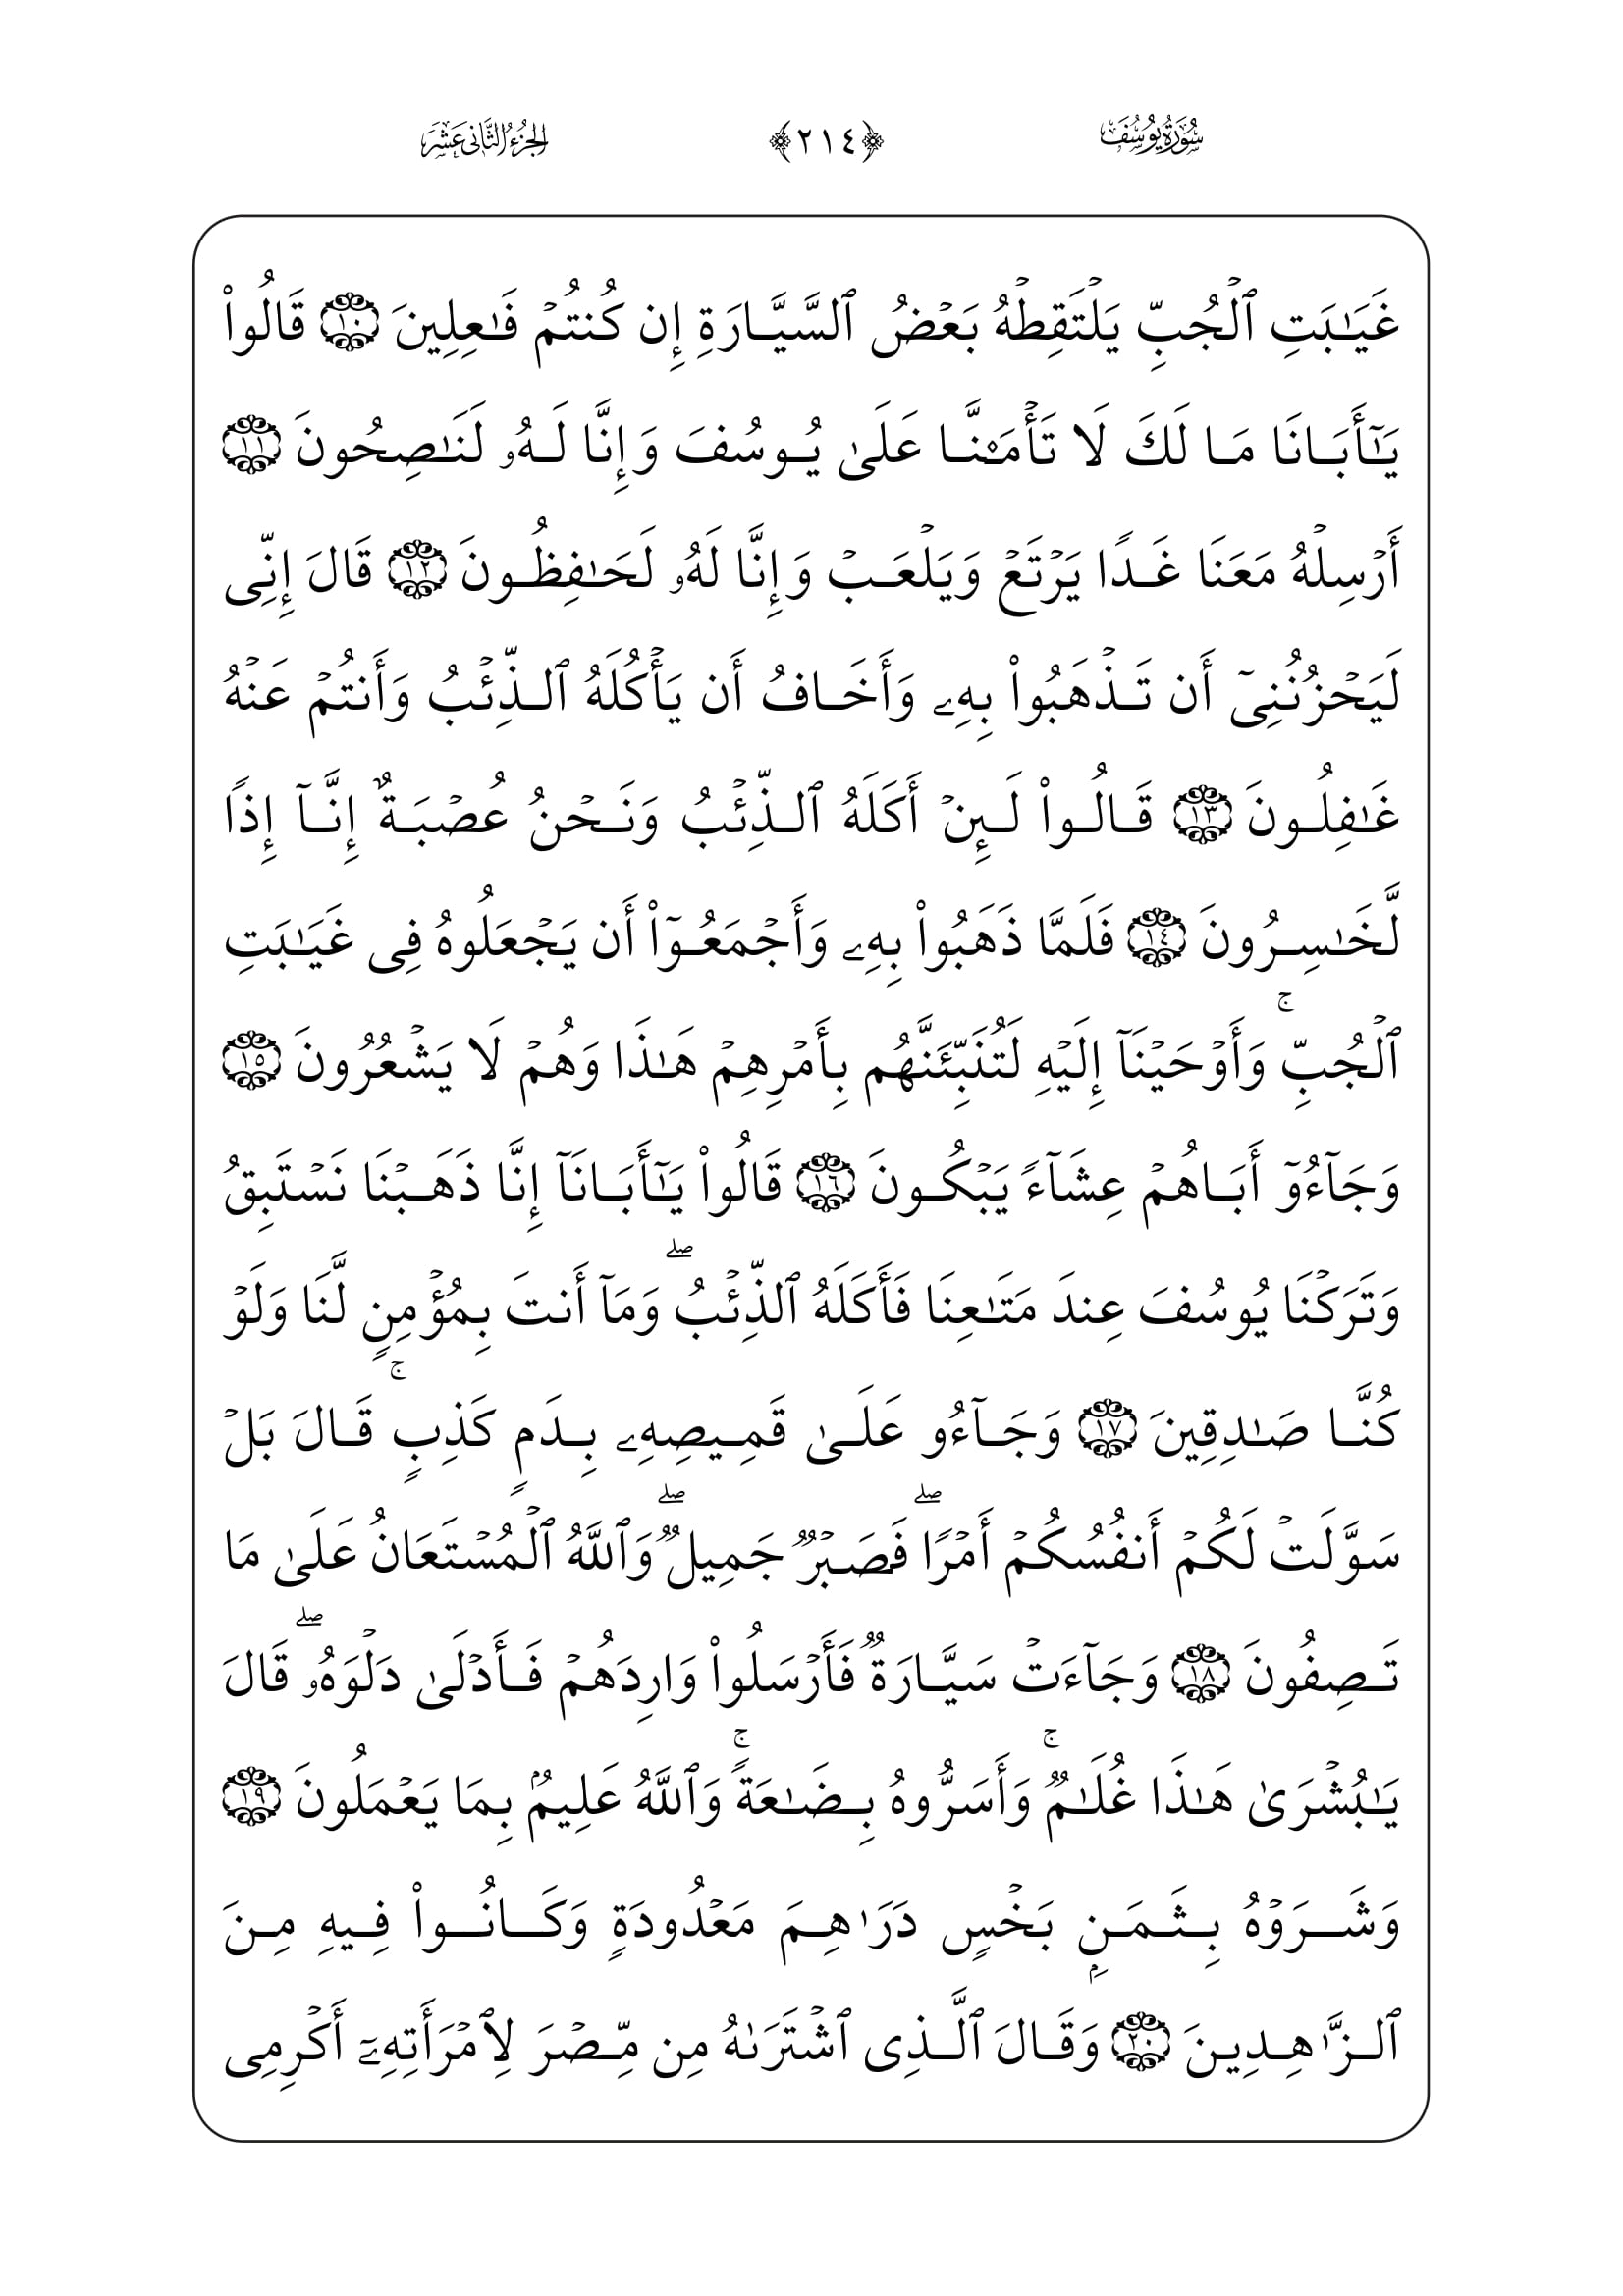 سُورَةُ يُوسُفَ ﴿٢١٤﴾ الجُزْءُ الثَّانِي عَشَرَ
غَيَٰبَتِ ٱلۡجُبِّ يَلۡتَقِطۡهُ بَعۡضُ ٱلسَّيَّارَةِ إِن كُنتُمۡ فَٰعِلِينَ ١٠ قَالُوا۟
يَٰٓأَبَانَا مَا لَكَ لَا تَأۡمَ۫نَّا عَلَىٰ يُوسُفَ وَإِنَّا لَهُۥ لَنَٰصِحُونَ ١١
أَرۡسِلۡهُ مَعَنَا غَدًا يَرۡتَعۡ وَيَلۡعَبۡ وَإِنَّا لَهُۥ لَحَٰفِظُونَ ١٢ قَالَ إِنِّى
لَيَحۡزُنُنِىٓ أَن تَذۡهَبُوا۟ بِهِۦ وَأَخَافُ أَن يَأۡكُلَهُ ٱلذِّئۡبُ وَأَنتُمۡ عَنۡهُ
غَٰفِلُونَ ١٣ قَالُوا۟ لَئِنۡ أَكَلَهُ ٱلذِّئۡبُ وَنَحۡنُ عُصۡبَةٌ إِنَّآ إِذًا
لَّخَٰسِرُونَ ١٤ فَلَمَّا ذَهَبُوا۟ بِهِۦ وَأَجۡمَعُوٓا۟ أَن يَجۡعَلُوهُ فِى غَيَٰبَتِ
ٱلۡجُبِّۚ وَأَوۡحَيۡنَآ إِلَيۡهِ لَتُنَبِّئَنَّهُم بِأَمۡرِهِمۡ هَٰذَا وَهُمۡ لَا يَشۡعُرُونَ ١٥
وَجَآءُوٓ أَبَاهُمۡ عِشَآءً يَبۡكُونَ ١٦ قَالُوا۟ يَٰٓأَبَانَآ إِنَّا ذَهَبۡنَا نَسۡتَبِقُ
وَتَرَكۡنَا يُوسُفَ عِندَ مَتَٰعِنَا فَأَكَلَهُ ٱلذِّئۡبُۖ وَمَآ أَنتَ بِمُؤۡمِنٍ لَّنَا وَلَوۡ
كُنَّا صَٰدِقِينَ ١٧ وَجَآءُو عَلَىٰ قَمِيصِهِۦ بِدَمٍ كَذِبٍۚ قَالَ بَلۡ
سَوَّلَتۡ لَكُمۡ أَنفُسُكُمۡ أَمۡرًاۖ فَصَبۡرٌ جَمِيلٌۖ وَٱللَّهُ ٱلۡمُسۡتَعَانُ عَلَىٰ مَا
تَصِفُونَ ١٨ وَجَآءَتۡ سَيَّارَةٌ فَأَرۡسَلُوا۟ وَارِدَهُمۡ فَأَدۡلَىٰ دَلۡوَهُۥۖ قَالَ
يَٰبُشۡرَىٰ هَٰذَا غُلَٰمٌۚ وَأَسَرُّوهُ بِضَٰعَةًۚ وَٱللَّهُ عَلِيمٌۢ بِمَا يَعۡمَلُونَ ١٩
وَشَرَوۡهُ بِثَمَنِۭ بَخۡسٍ دَرَٰهِمَ مَعۡدُودَةٍ وَكَانُوا۟ فِيهِ مِنَ
ٱلزَّٰهِدِينَ ٢٠ وَقَالَ ٱلَّذِى ٱشۡتَرَىٰهُ مِن مِّصۡرَ لِٱمۡرَأَتِهِۦٓ أَكۡرِمِى